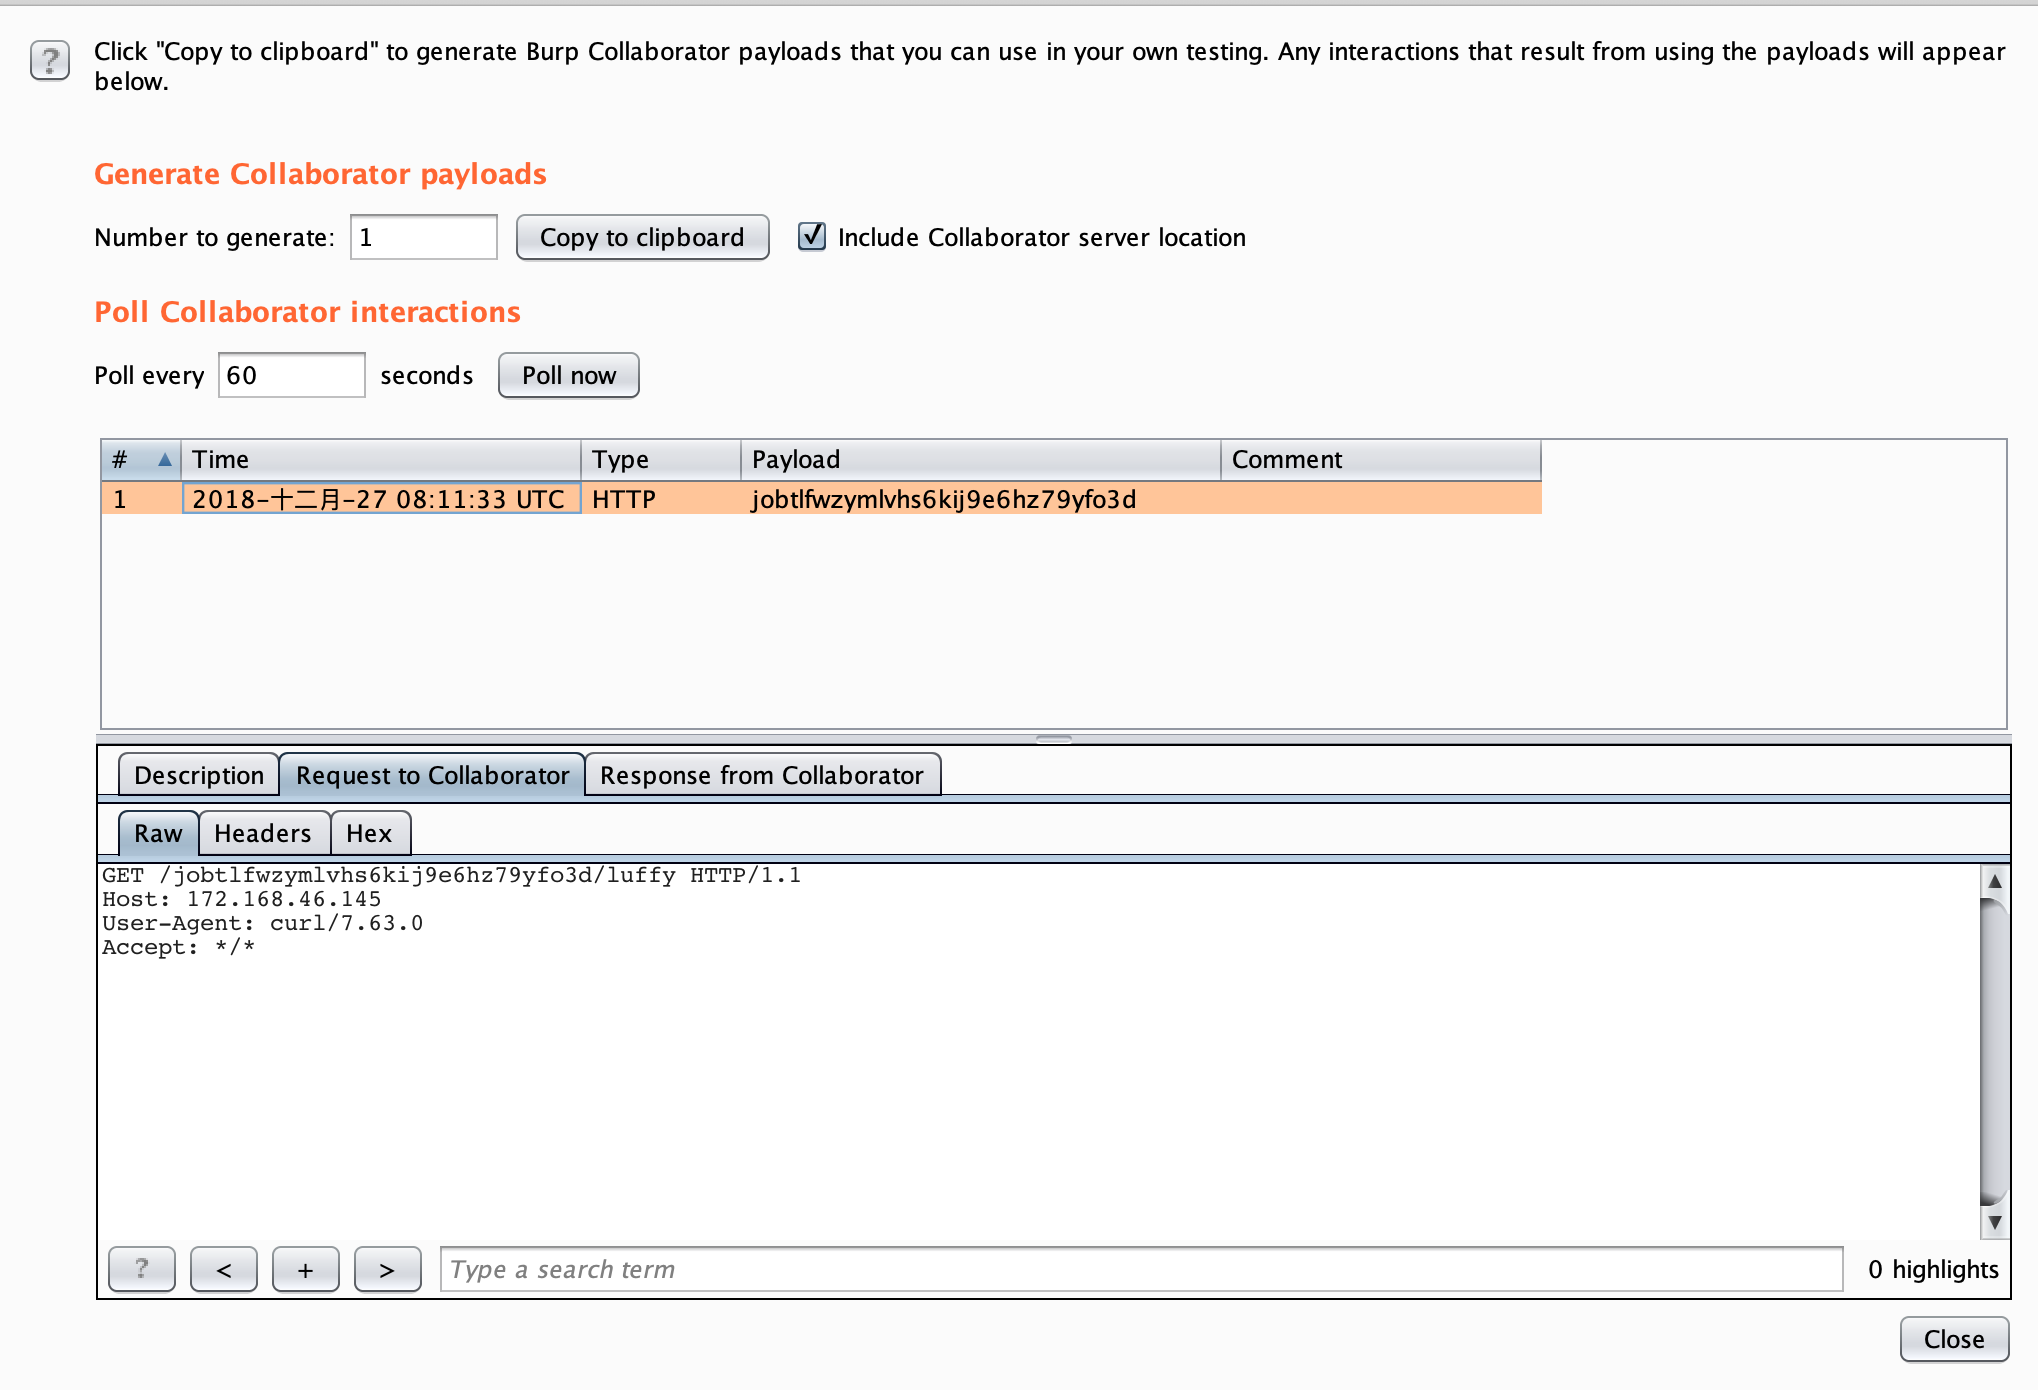 ?
Click "Copy to clipboard" to generate Burp Collaborator payloads that you can use in your own testing. Any interactions that result from using the payloads will appear
below.
Generate Collaborator payloads
Number to generate: 1 Copy to clipboard Include Collaborator server location
Poll Collaborator interactions
Poll every 60 seconds Poll now
# Time Type Payload Comment
1 2018-十二月-27 08:11:33 UTC HTTP jobtlfwzymlvhs6kij9e6hz79yfo3d
Description Request to Collaborator Response from Collaborator
Raw Headers Hex
GET /jobtlfwzymlvhs6kij9e6hz79yfo3d/luffy HTTP/1.1
Host: 172.168.46.145
User-Agent: curl/7.63.0
Accept: */*
? < + > Type a search term 0 highlights
Close